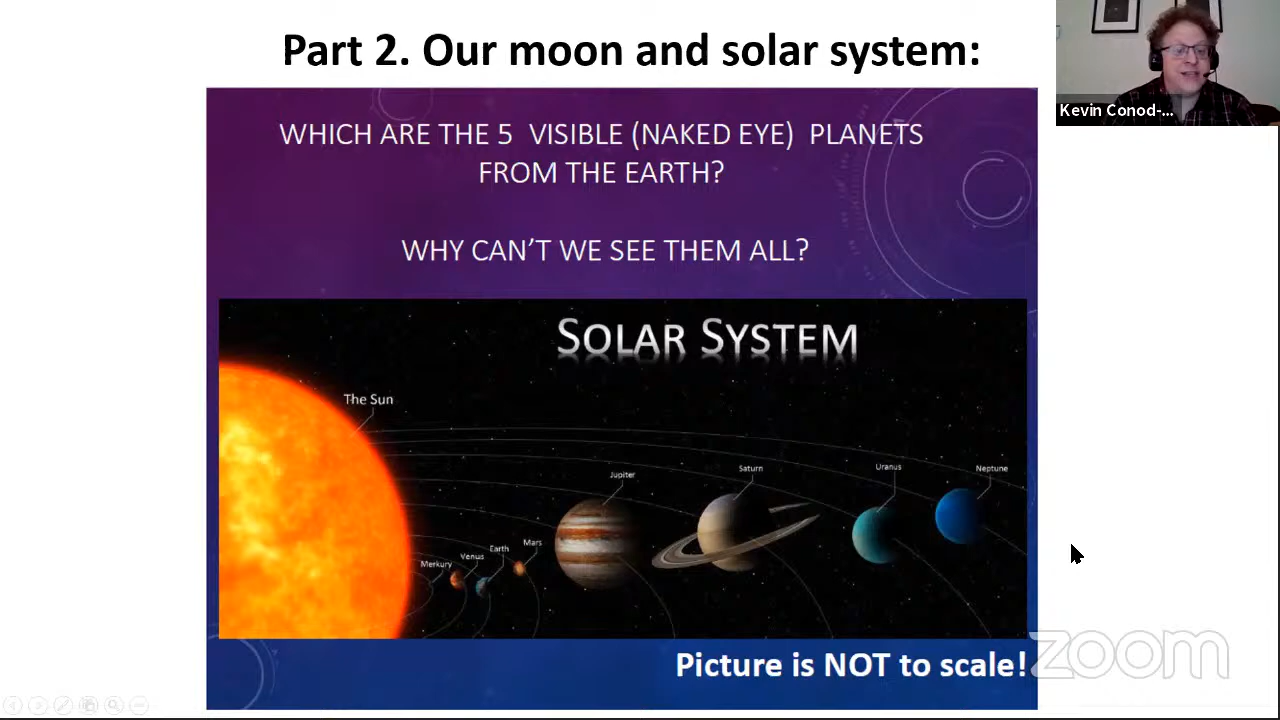 Part 2. Our moon and solar system:
Kevin Conod-...
WHICH ARE THE 5 VISIBLE (NAKED EYE) PLANETS
FROM THE EARTH?
WHY CAN'T WE SEE THEM ALL?
SOLAR SYSTEM
The Sun
Merkury
Venus
Earth
Mars
Jupiter
Saturn
Uranus
Neptune
Picture is NOT to scale!
zoom